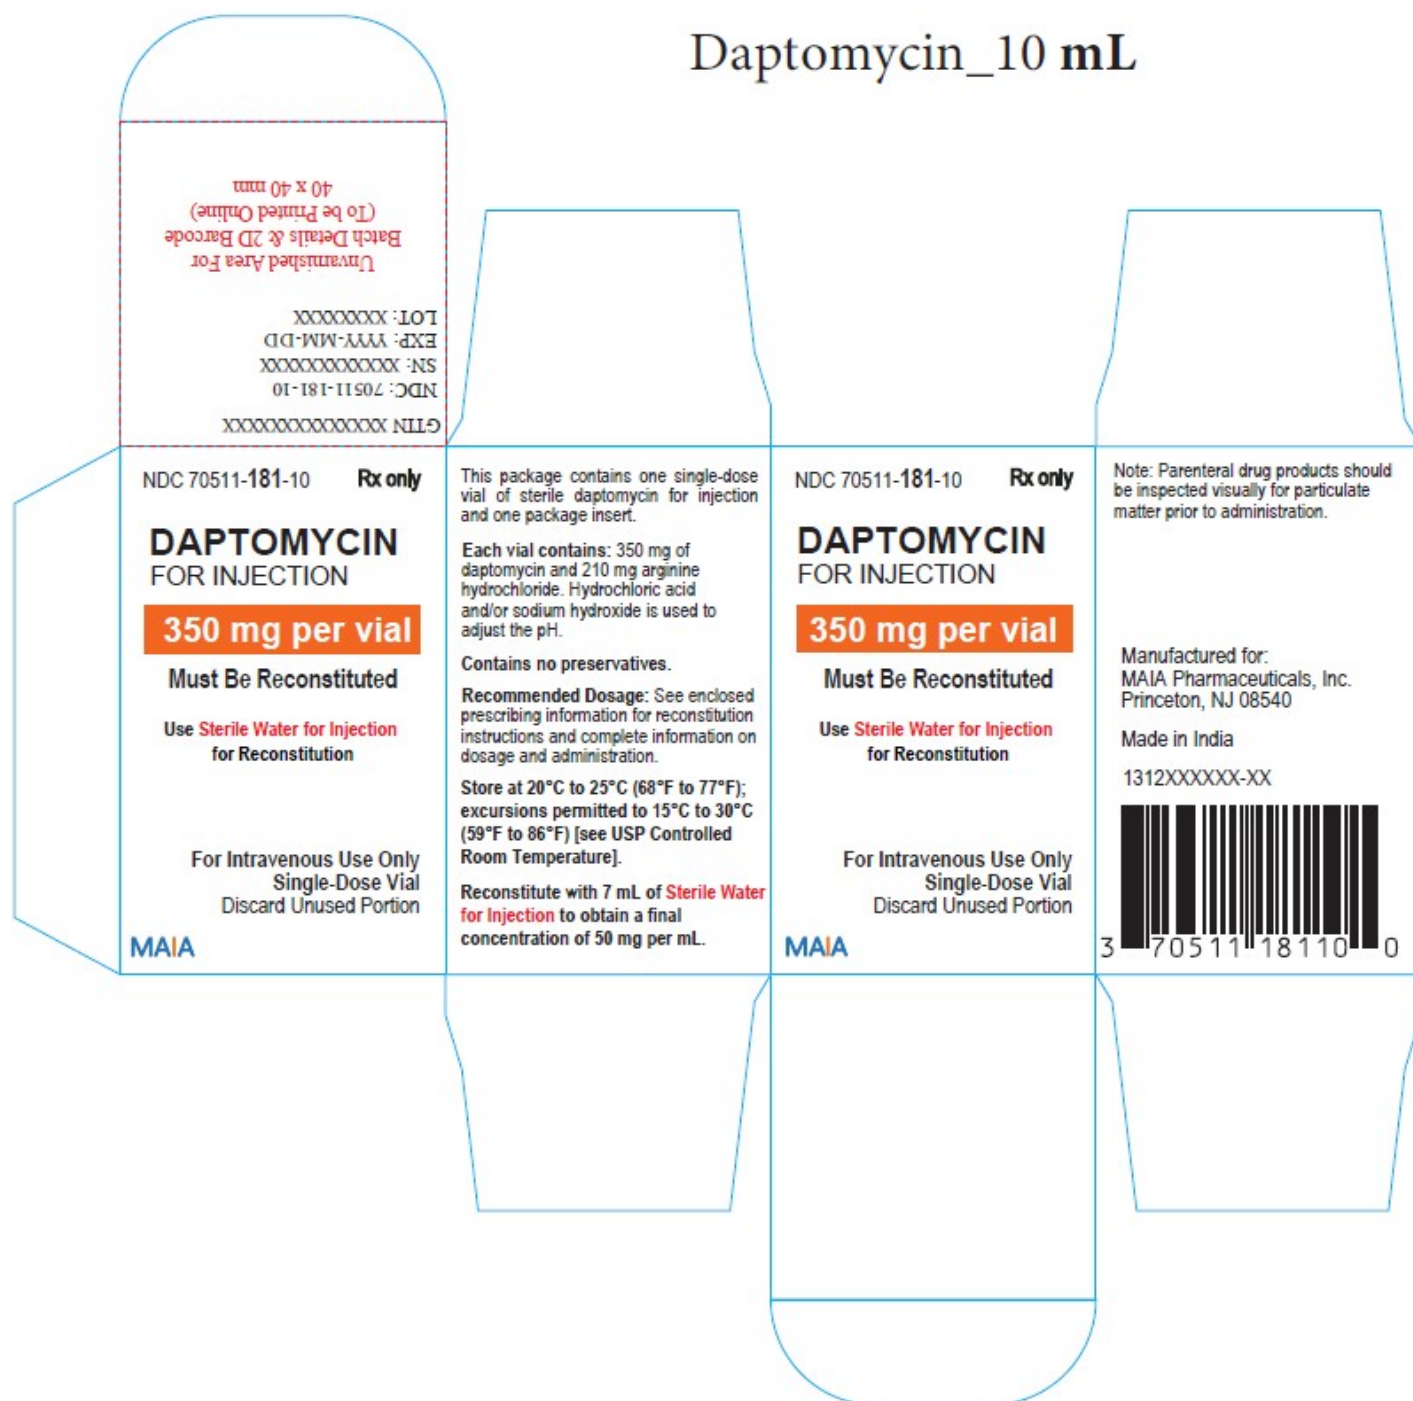 Daptomycin_10 mL
Unvarnished Area For
Batch Details & 2D Barcode
(To be Printed Online)
40 x 40 mm
GTIN XXXXXXXXXXXXXX
NDC: 70511-181-10
SN: XXXXXXXXXXXX
EXP: YYYY-MM-DD
LOT: XXXXXXXXX
NDC 70511-181-10 Rx only
DAPTOMYCIN
FOR INJECTION
350 mg per vial
Must Be Reconstituted
Use Sterile Water for Injection
for Reconstitution
For Intravenous Use Only
Single-Dose Vial
Discard Unused Portion
MAIA
This package contains one single-dose
vial of sterile daptomycin for injection
and one package insert.
Each vial contains: 350 mg of
daptomycin and 210 mg arginine
hydrochloride. Hydrochloric acid
and/or sodium hydroxide is used to
adjust the pH.
Contains no preservatives.
Recommended Dosage: See enclosed
prescribing information for reconstitution
instructions and complete information on
dosage and administration.
Store at 20°C to 25°C (68°F to 77°F);
excursions permitted to 15°C to 30°C
(59°F to 86°F) [see USP Controlled
Room Temperature].
Reconstitute with 7 mL of Sterile Water
for Injection to obtain a final
concentration of 50 mg per mL.
NDC 70511-181-10 Rx only
DAPTOMYCIN
FOR INJECTION
350 mg per vial
Must Be Reconstituted
Use Sterile Water for Injection
for Reconstitution
For Intravenous Use Only
Single-Dose Vial
Discard Unused Portion
MAIA
Note: Parenteral drug products should
be inspected visually for particulate
matter prior to administration.
Manufactured for:
MAIA Pharmaceuticals, Inc.
Princeton, NJ 08540
Made in India
1312XXXXXX-XX
3 70511 18110 0